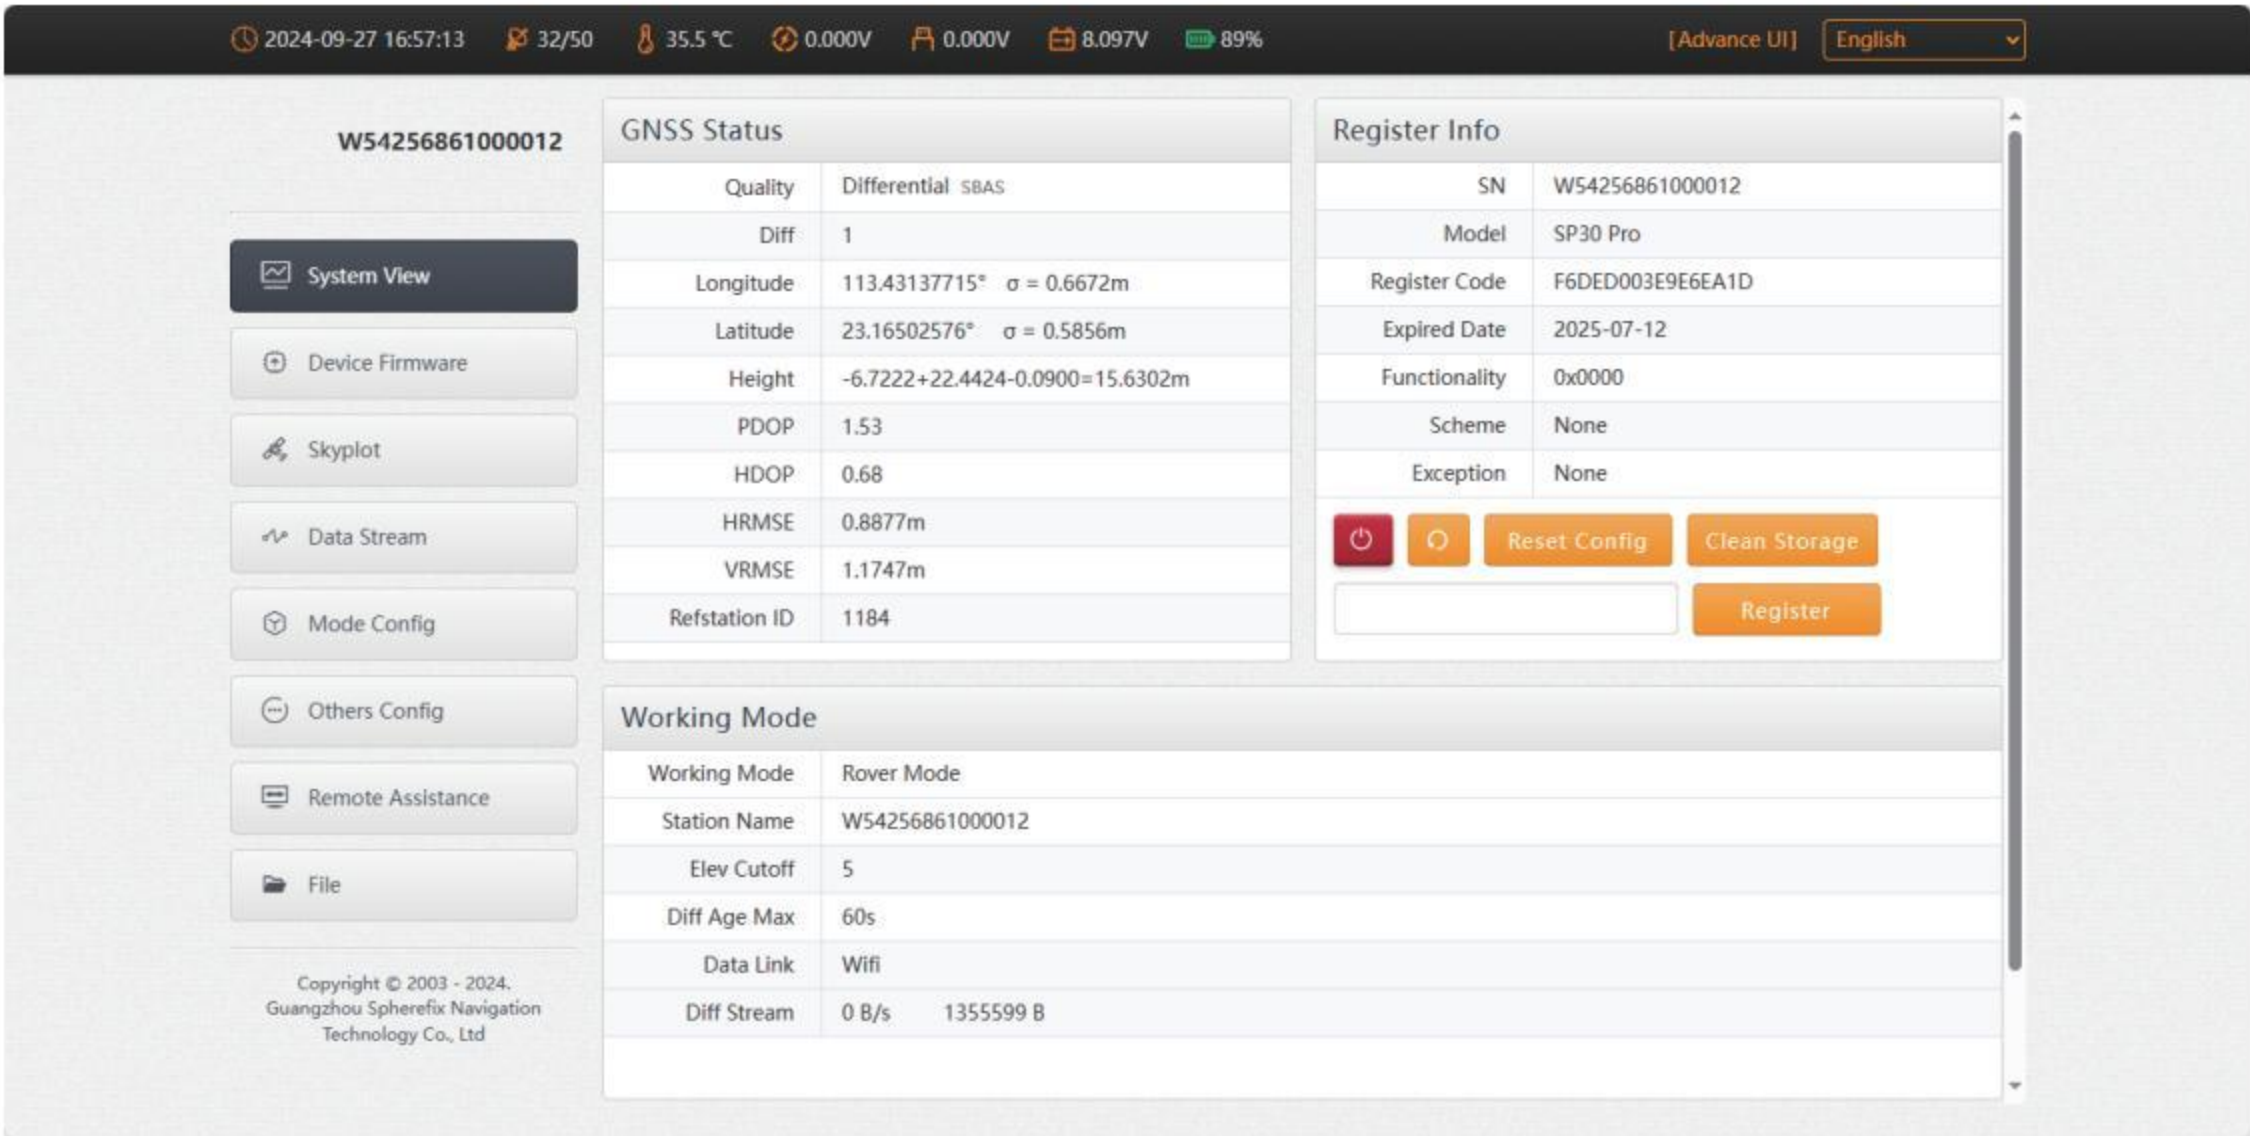 2024-09-27 16:57:13 32/50 35.5 ℃ 0.000V 0.000V 8.097V 89% [Advance UI] English
W54256861000012
System View
Device Firmware
Skyplot
Data Stream
Mode Config
Others Config
Remote Assistance
File
Copyright © 2003 - 2024.
Guangzhou Spherefix Navigation
Technology Co., Ltd
GNSS Status
Quality Differential SBAS
Diff 1
Longitude 113.43137715° σ = 0.6672m
Latitude 23.16502576° σ = 0.5856m
Height -6.7222+22.4424-0.0900=15.6302m
PDOP 1.53
HDOP 0.68
HRMSE 0.8877m
VRMSE 1.1747m
Refstation ID 1184
Register Info
SN W54256861000012
Model SP30 Pro
Register Code F6DED003E9E6EA1D
Expired Date 2025-07-12
Functionality 0x0000
Scheme None
Exception None
Reset Config Clean Storage
Register
Working Mode
Working Mode Rover Mode
Station Name W54256861000012
Elev Cutoff 5
Diff Age Max 60s
Data Link Wifi
Diff Stream 0 B/s 1355599 B